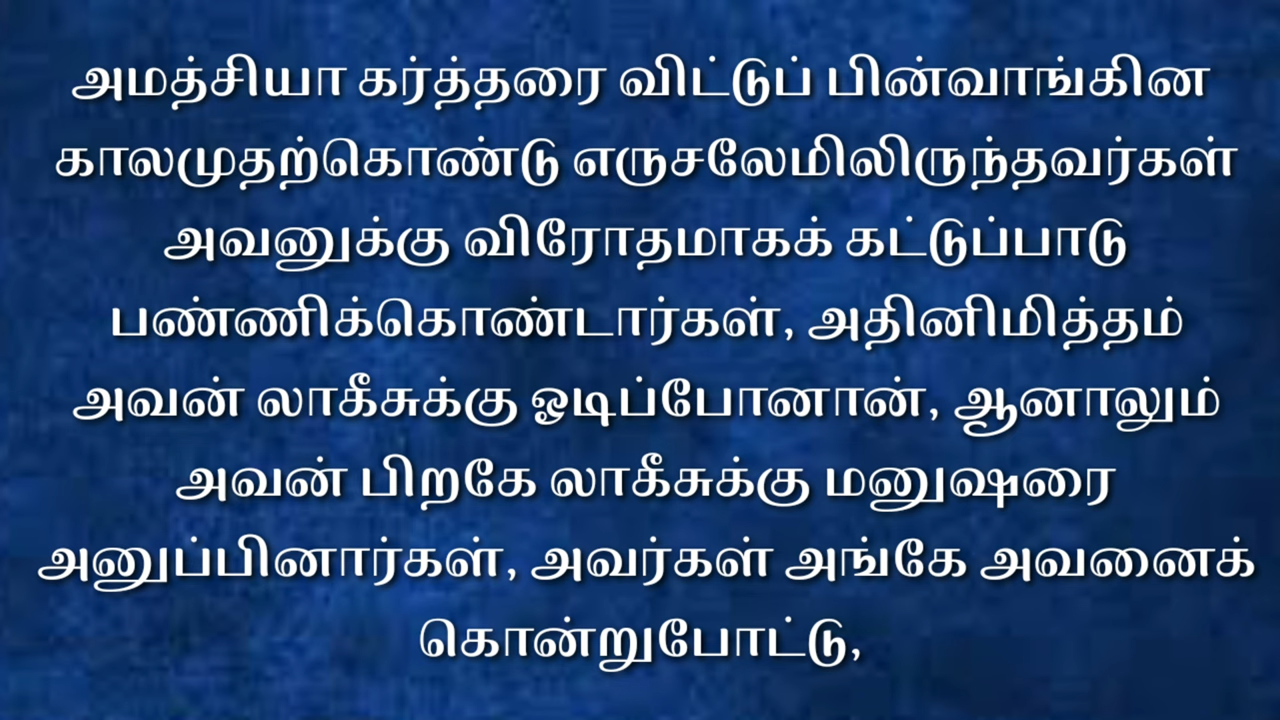 அமத்சியா கர்த்தரை விட்டுப் பின்வாங்கின
காலமுதற்கொண்டு எருசலேமிலிருந்தவர்கள்
அவனுக்கு விரோதமாகக் கட்டுப்பாடு
பண்ணிக்கொண்டார்கள், அதினிமித்தம்
அவன் லாகீசுக்கு ஓடிப்போனான், ஆனாலும்
அவன் பிறகே லாகீசுக்கு மனுஷரை
அனுப்பினார்கள், அவர்கள் அங்கே அவனைக்
கொன்றுபோட்டு,